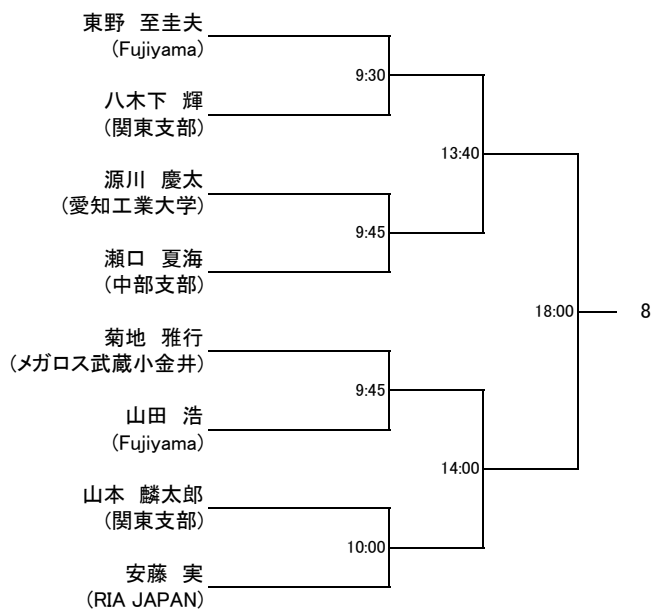 東野　至圭夫
(Fujiyama)
9:30
八木下　輝
(関東支部)
13:40
源川　慶太
(愛知工業大学)
9:45
瀬口　夏海
(中部支部)
18:00
8
菊地　雅行
(メガロス武蔵小金井)
9:45
山田　浩
(Fujiyama)
14:00
山本　麟太郎
(関東支部)
10:00
安藤　実
(RIA JAPAN)